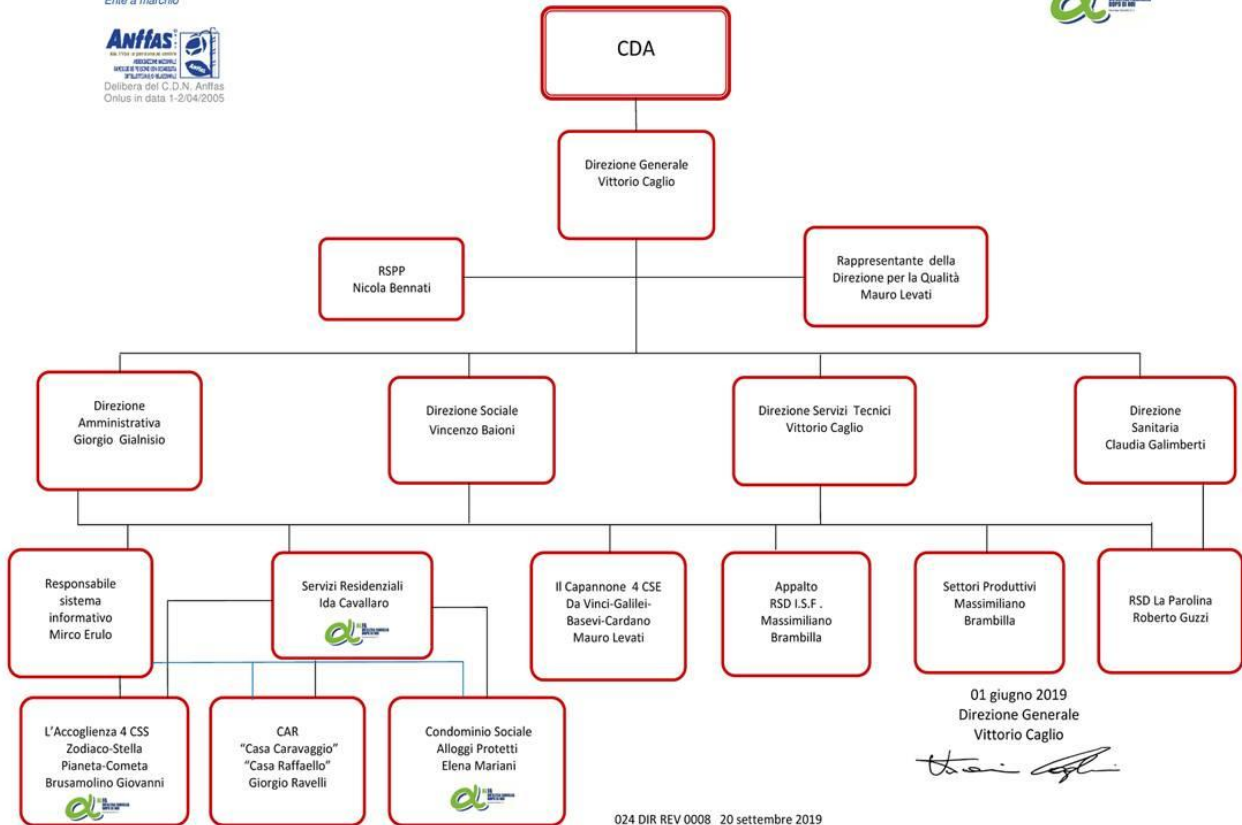 Ente a marchio
ANffAS
Delibera del C.D.N. Anffas
Onlus in data 1-2/04/2005
CDA
Direzione Generale
Vittorio Caglio
RSPP
Nicola Bennati
Rappresentante della
Direzione per la Qualità
Mauro Levati
Direzione
Amministrativa
Giorgio Gialnisio
Direzione Sociale
Vincenzo Baioni
Direzione Servizi Tecnici
Vittorio Caglio
Direzione
Sanitaria
Claudia Galimberti
Responsabile
sistema
informativo
Mirco Erulo
Servizi Residenziali
Ida Cavallaro
Il Capannone 4 CSE
Da Vinci-Galilei-
Basevi-Cardano
Mauro Levati
Appalto
RSD I.S.F .
Massimiliano
Brambilla
Settori Produttivi
Massimiliano
Brambilla
RSD La Parolina
Roberto Guzzi
L'Accoglienza 4 CSS
Zodiaco-Stella
Pianeta-Cometa
Brusamolino Giovanni
CAR
"Casa Caravaggio"
"Casa Raffaello"
Giorgio Ravelli
Condominio Sociale
Alloggi Protetti
Elena Mariani
01 giugno 2019
Direzione Generale
Vittorio Caglio
024 DIR REV 0008 20 settembre 2019